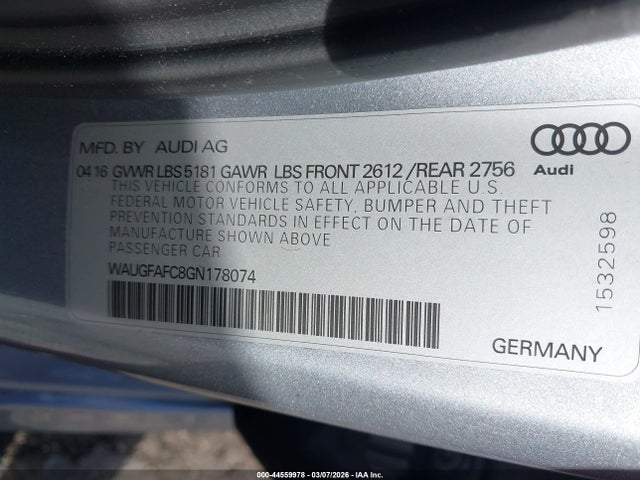 MFD. BY AUDI AG
Audi
04 16 GVWR LBS 5181 GAWR LBS FRONT 2612 / REAR 2756
THIS VEHICLE CONFORMS TO ALL APPLICABLE U.S.
FEDERAL MOTOR VEHICLE SAFETY, BUMPER AND THEFT
PREVENTION STANDARDS IN EFFECT ON THE DATE OF
MANUFACTURE SHOWN ABOVE
PASSENGER CAR
WAUGFAFC8GN178074
1532598
GERMANY
000-44559978 - 03/07/2026 - IAA Inc.